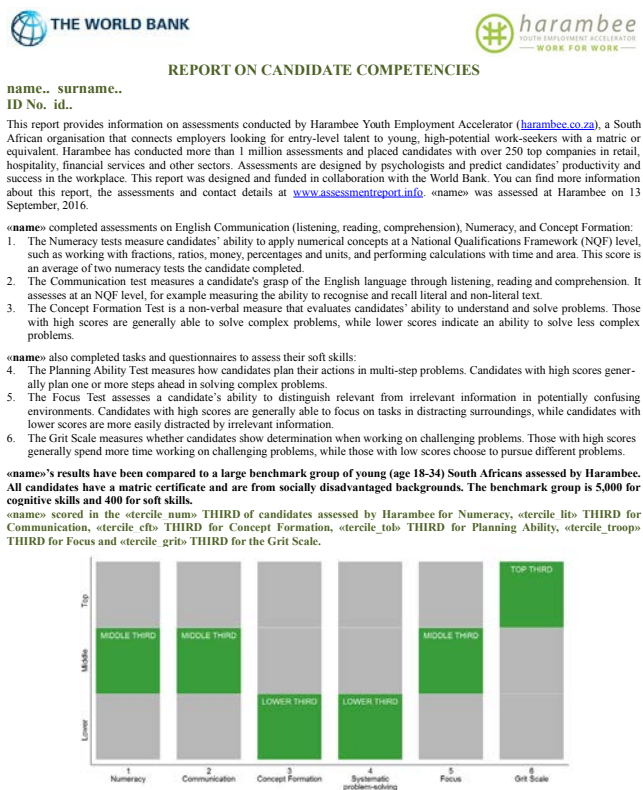 THE WORLD BANK
harambee
YOUTH EMPLOYMENT ACCELERATOR
WORK FOR WORK
REPORT ON CANDIDATE COMPETENCIES
name.. surname..
ID No. id..
This report provides information on assessments conducted by Harambee Youth Employment Accelerator (harambee.co.za), a South
African organisation that connects employers looking for entry-level talent to young, high-potential work-seekers with a matric or
equivalent. Harambee has conducted more than 1 million assessments and placed candidates with over 250 top companies in retail,
hospitality, financial services and other sectors. Assessments are designed by psychologists and predict candidates' productivity and
success in the workplace. This report was designed and funded in collaboration with the World Bank. You can find more information
about this report, the assessments and contact details at www.assessmentreport.info. «name» was assessed at Harambee on 13
September, 2016.
«name» completed assessments on English Communication (listening, reading, comprehension), Numeracy, and Concept Formation:
1. The Numeracy tests measure candidates' ability to apply numerical concepts at a National Qualifications Framework (NQF) level,
such as working with fractions, ratios, money, percentages and units, and performing calculations with time and area. This score is
an average of two numeracy tests the candidate completed.
2. The Communication test measures a candidate's grasp of the English language through listening, reading and comprehension. It
assesses at an NQF level, for example measuring the ability to recognise and recall literal and non-literal text.
3. The Concept Formation Test is a non-verbal measure that evaluates candidates' ability to understand and solve problems. Those
with high scores are generally able to solve complex problems, while lower scores indicate an ability to solve less complex
problems.
«name» also completed tasks and questionnaires to assess their soft skills:
4. The Planning Ability Test measures how candidates plan their actions in multi-step problems. Candidates with high scores gener-
ally plan one or more steps ahead in solving complex problems.
5. The Focus Test assesses a candidate's ability to distinguish relevant from irrelevant information in potentially confusing
environments. Candidates with high scores are generally able to focus on tasks in distracting surroundings, while candidates with
lower scores are more easily distracted by irrelevant information.
6. The Grit Scale measures whether candidates show determination when working on challenging problems. Those with high scores
generally spend more time working on challenging problems, while those with low scores choose to pursue different problems.
«name»'s results have been compared to a large benchmark group of young (age 18-34) South Africans assessed by Harambee.
All candidates have a matric certificate and are from socially disadvantaged backgrounds. The benchmark group is 5,000 for
cognitive skills and 400 for soft skills.
«name» scored in the «tercile_num» THIRD of candidates assessed by Harambee for Numeracy, «tercile_lit» THIRD for
Communication, «tercile_cft» THIRD for Concept Formation, «tercile_tol» THIRD for Planning Ability, «tercile_troop»
THIRD for Focus and «tercile_grit» THIRD for the Grit Scale.
TOP THIRD
Top
MIDDLE THIRD MIDDLE THIRD MIDDLE THIRD
Middle
LOWER THIRD LOWER THIRD
Lower
1 2 3 4 5 6
Numeracy Communication Concept Formation Systematic Focus Grit Scale
problem-solving